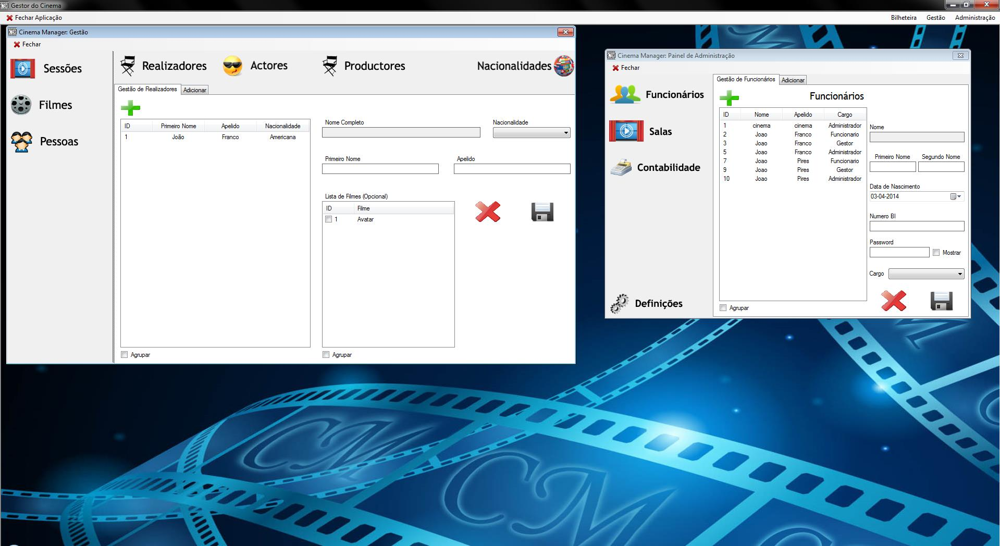 Gestor do Cinema
Fechar Aplicação
Bilheteira Gestão Administração
Cinema Manager: Gestão
Fechar
Sessões
Filmes
Pessoas
Realizadores Actores Productores Nacionalidades
Gestão de Realizadores Adicionar
ID Primeiro Nome Apelido Nacionalidade
1 João Franco Americana
Agrupar
Nome Completo Nacionalidade
Primeiro Nome Apelido
Lista de Filmes (Opcional)
ID Filme
1 Avatar
Agrupar
Cinema Manager: Painel de Administração
Fechar
Funcionários
Salas
Contabilidade
Definições
Gestão de Funcionários Adicionar
Funcionários
ID Nome Apelido Cargo
1 cinema cinema Administrador
2 Joao Franco Funcionario
3 Joao Franco Gestor
5 Joao Franco Administrador
7 Joao Pires Funcionario
9 Joao Pires Gestor
10 Joao Pires Administrador
Agrupar
Nome
Primeiro Nome Segundo Nome
Data de Nascimento
03-04-2014
Numero BI
Password
Mostrar
Cargo
CM
CM